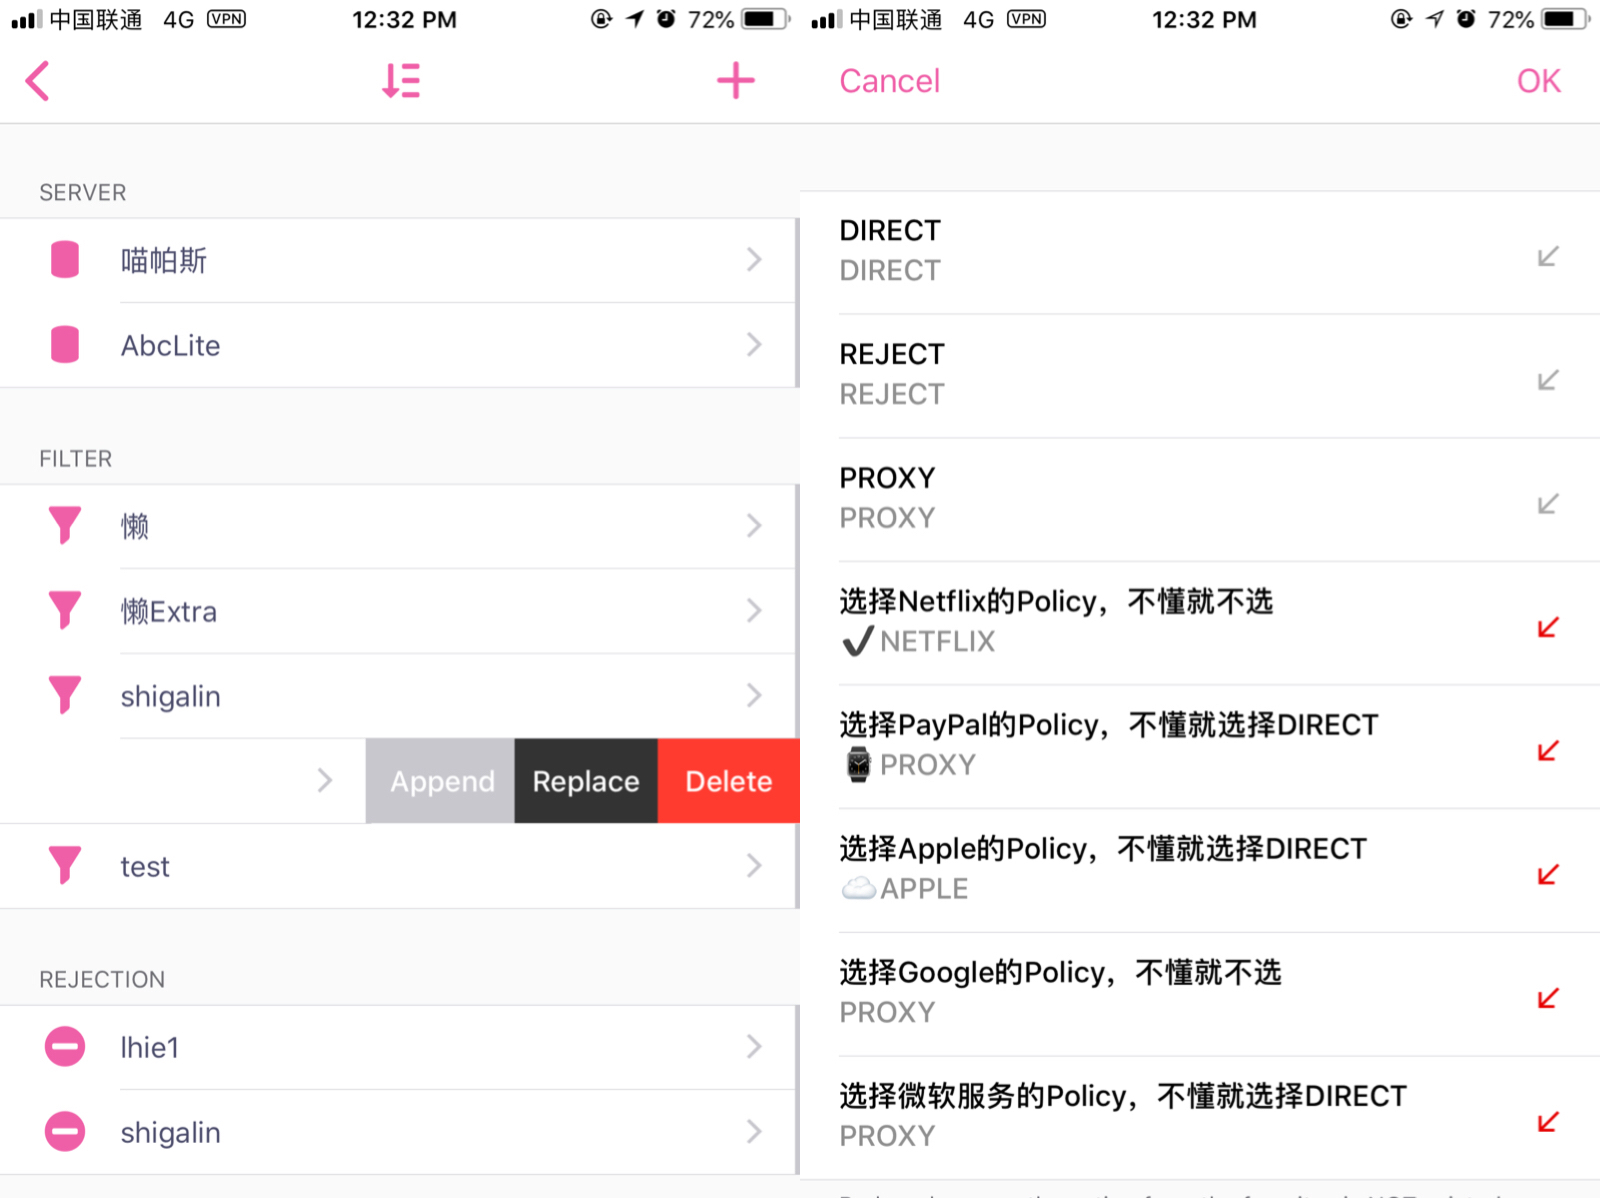 中国联通 4G VPN 12:32 PM 72%
SERVER
喵帕斯
AbcLite
FILTER
懒
懒Extra
shigalin
Append Replace Delete
test
REJECTION
lhie1
shigalin
中国联通 4G VPN 12:32 PM 72%
Cancel OK
DIRECT
DIRECT
REJECT
REJECT
PROXY
PROXY
选择Netflix的Policy，不懂就不选
✔NETFLIX
选择PayPal的Policy，不懂就选择DIRECT
⌚PROXY
选择Apple的Policy，不懂就选择DIRECT
☁️APPLE
选择Google的Policy，不懂就不选
PROXY
选择微软服务的Policy，不懂就选择DIRECT
PROXY